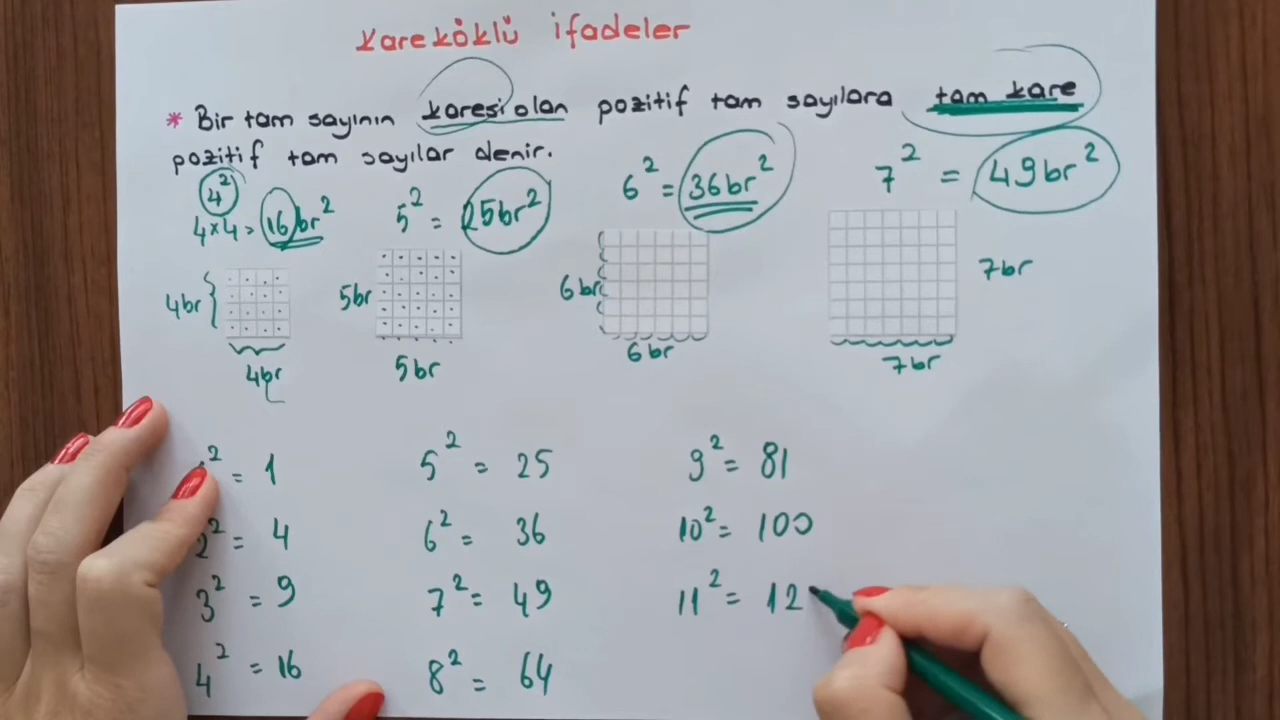 Kareköklü ifadeler
* Bir tam sayının karesi olan pozitif tam sayılara tam kare
pozitif tam sayılar denir.
4²
4x4= 16br²
5² = 25br²
6² = 36br²
7² = 49br²
4br
4br
5br
5br
6br
6br
7br
7br
² = 1
2² = 4
3² = 9
4² = 16
5² = 25
6² = 36
7² = 49
8² = 64
9² = 81
10² = 100
11² = 12